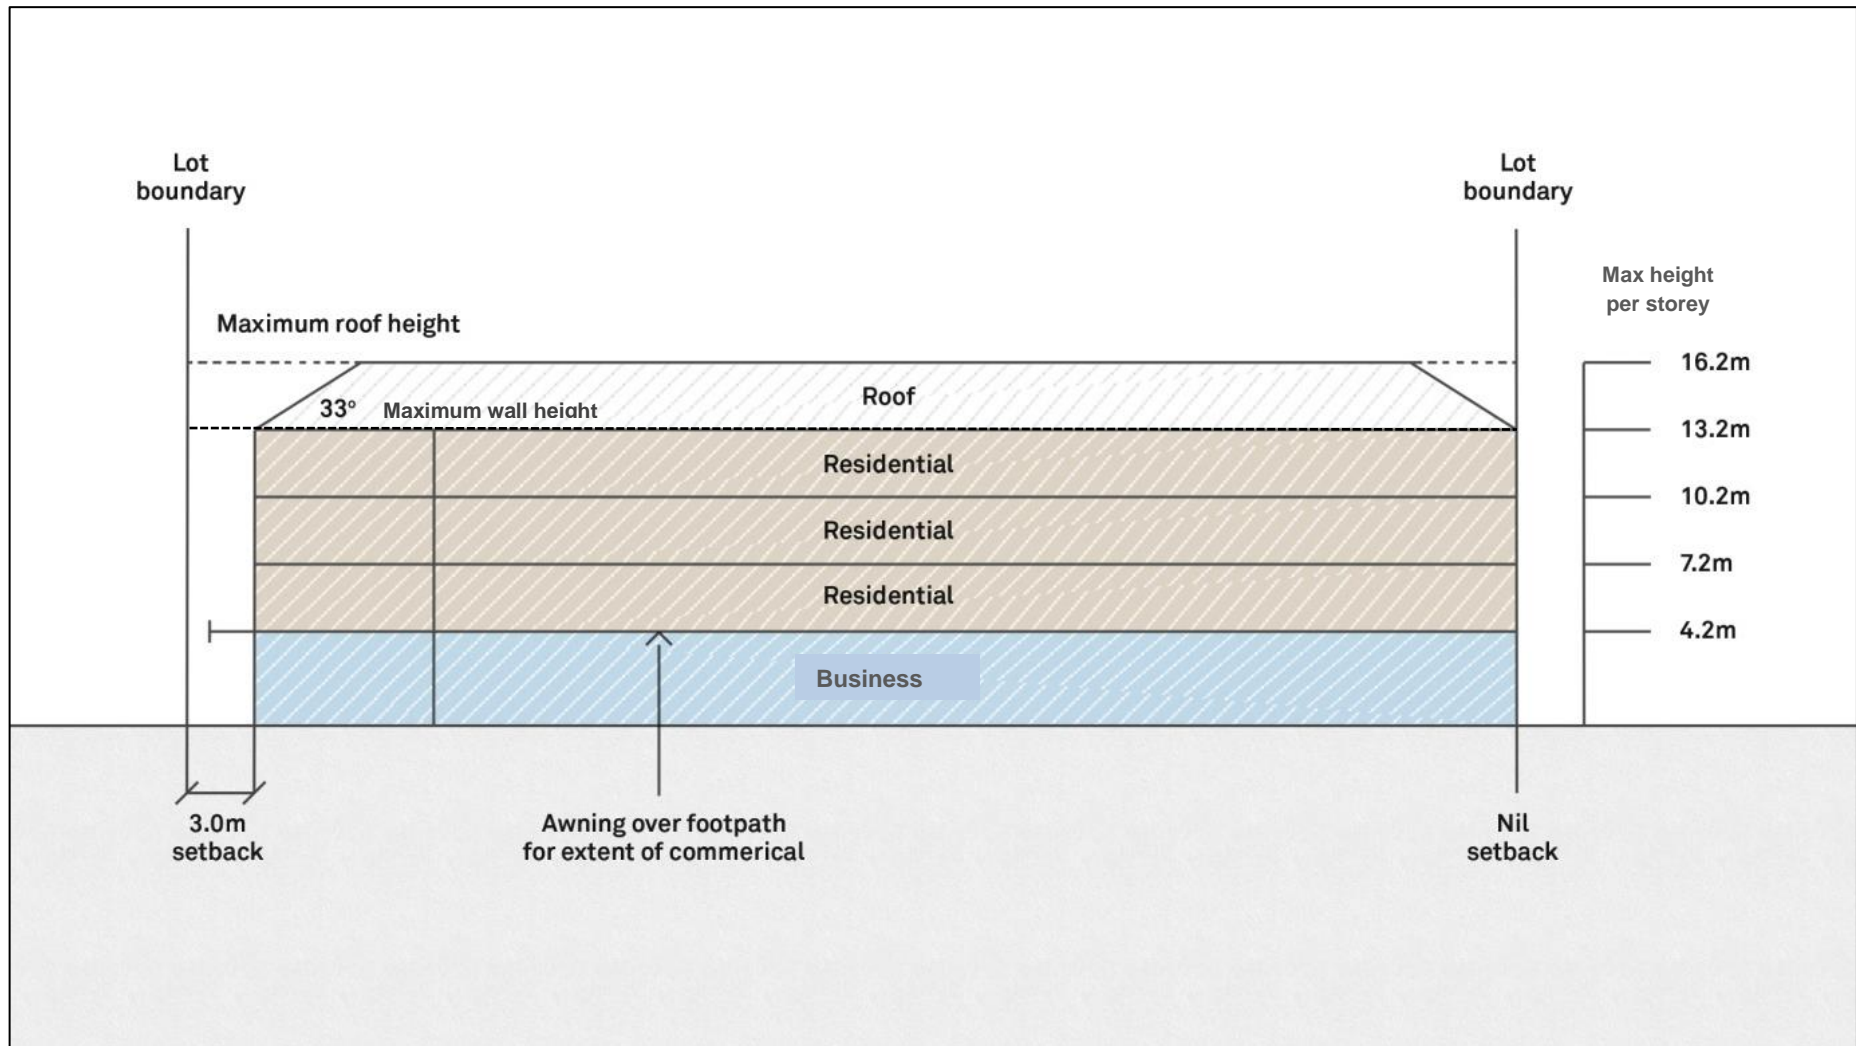 Lot
boundary
Lot
boundary
Max height
per storey
Maximum roof height
16.2m
Roof
33°
Maximum wall height
13.2m
Residential
10.2m
Residential
7.2m
Residential
4.2m
Business
3.0m
setback
Awning over footpath
for extent of commerical
Nil
setback